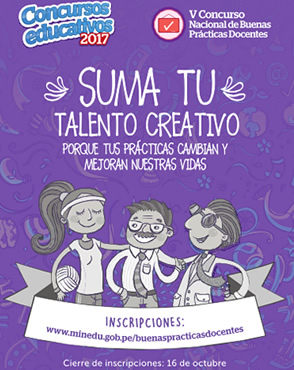 Concursos
educativos
2017
V Concurso
Nacional de Buenas
Prácticas Docentes
SUMA TU
TALENTO CREATIVO
PORQUE TUS PRÁCTICAS CAMBIAN Y
MEJORAN NUESTRAS VIDAS
INSCRIPCIONES:
www.minedu.gob.pe/buenaspracticasdocentes
Cierre de inscripciones: 16 de octubre